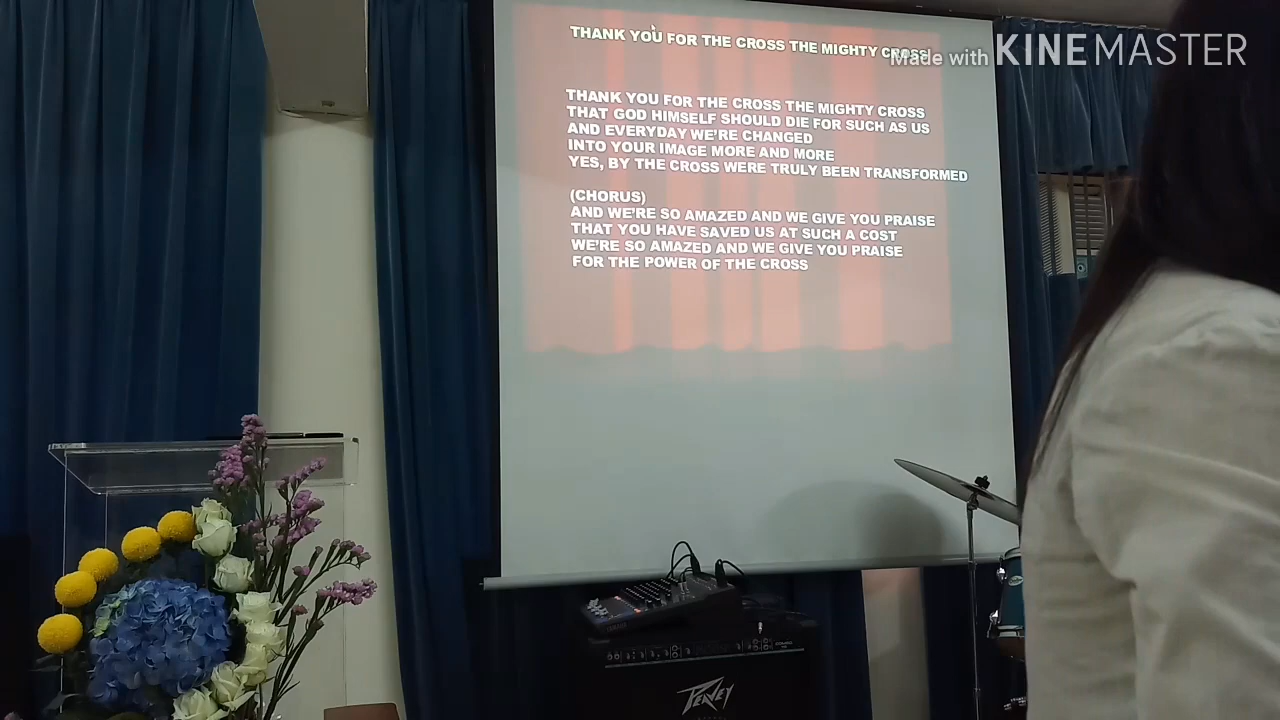 THANK YOU FOR THE CROSS THE MIGHTY CROSS
Made with KINEMASTER
THANK YOU FOR THE CROSS THE MIGHTY CROSS
THAT GOD HIMSELF SHOULD DIE FOR SUCH AS US
AND EVERYDAY WE'RE CHANGED
INTO YOUR IMAGE MORE AND MORE
YES, BY THE CROSS WERE TRULY BEEN TRANSFORMED
(CHORUS)
AND WE'RE SO AMAZED AND WE GIVE YOU PRAISE
THAT YOU HAVE SAVED US AT SUCH A COST
WE'RE SO AMAZED AND WE GIVE YOU PRAISE
FOR THE POWER OF THE CROSS
PEAVEY